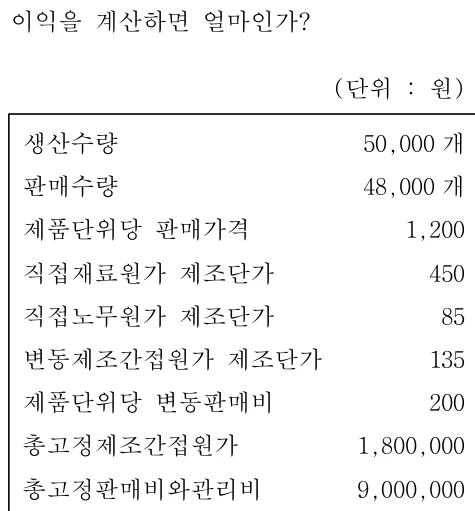 이익을 계산하면 얼마인가?
(단위 : 원)
생산수량 50,000 개
판매수량 48,000 개
제품단위당 판매가격 1,200
직접재료원가 제조단가 450
직접노무원가 제조단가 85
변동제조간접원가 제조단가 135
제품단위당 변동판매비 200
총고정제조간접원가 1,800,000
총고정판매비와관리비 9,000,000